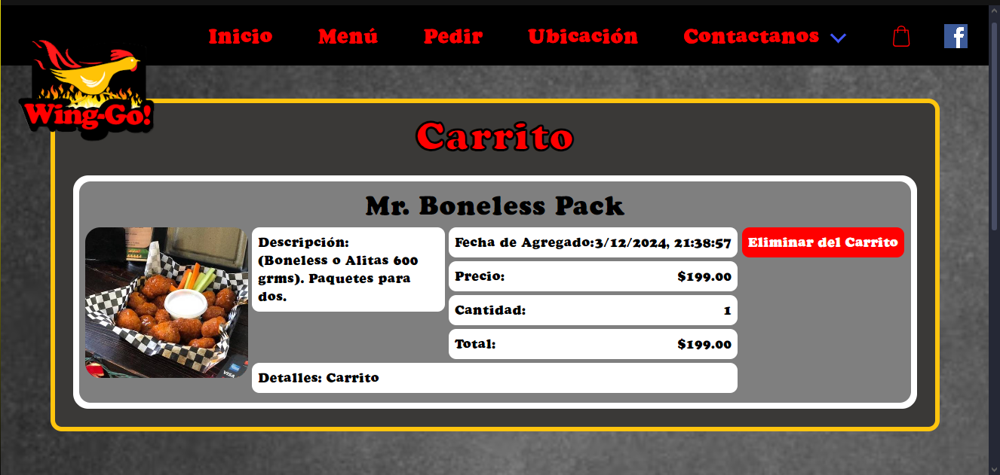 Inicio Menú Pedir Ubicación Contactanos
f
Wing-Go!
Carrito
Mr. Boneless Pack
Descripción:
(Boneless o Alitas 600
grms). Paquetes para
dos.
Fecha de Agregado:3/12/2024, 21:38:57
Precio: $199.00
Cantidad: 1
Total: $199.00
Detalles: Carrito
Eliminar del Carrito
VISA